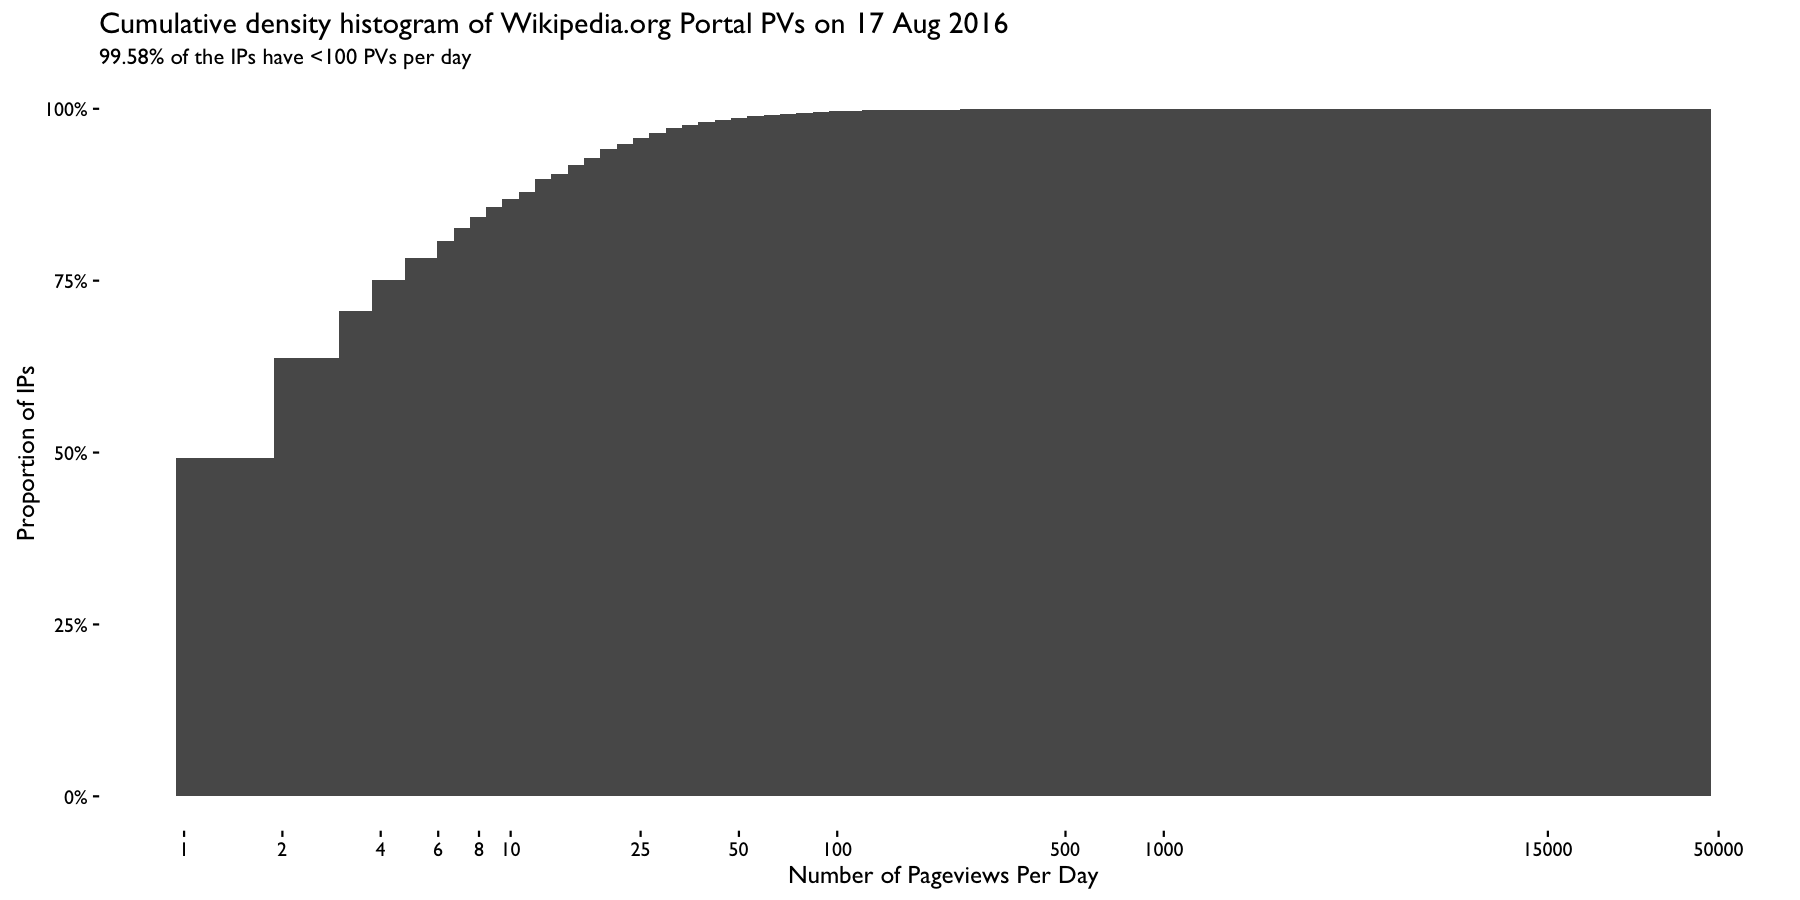 Cumulative density histogram of Wikipedia.org Portal PVs on 17 Aug 2016
99.58% of the IPs have <100 PVs per day
100%
75%
50%
25%
0%
Proportion of IPs
1 2 4 6 8 10 25 50 100 500 1000 15000 50000
Number of Pageviews Per Day